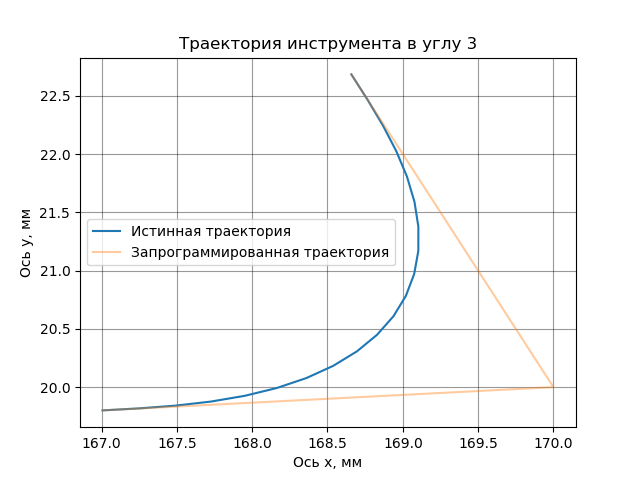 Траектория инструмента в углу 3
22.5
22.0
21.5
21.0
20.5
20.0
Ось y, мм
Истинная траектория
Запрограммированная траектория
167.0 167.5 168.0 168.5 169.0 169.5 170.0
Ось x, мм